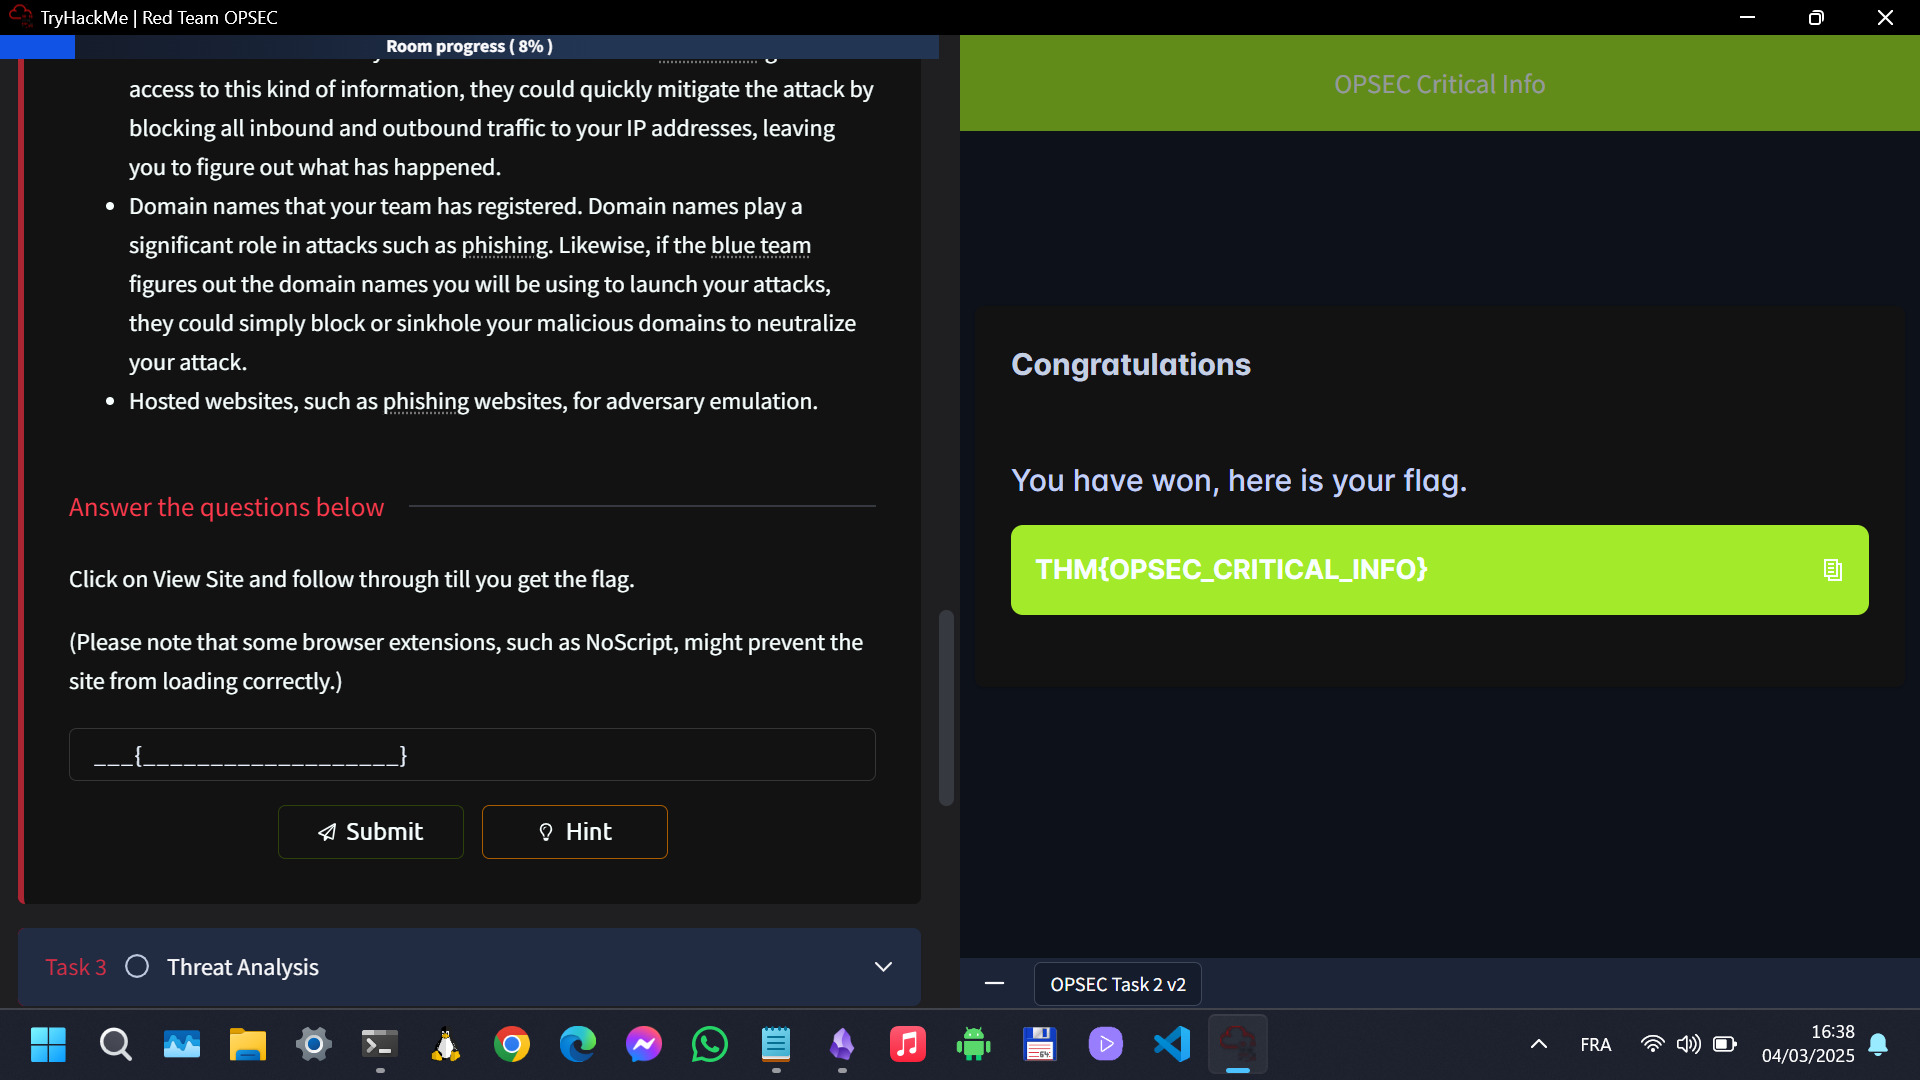 TryHackMe | Red Team OPSEC
Room progress ( 8% )
access to this kind of information, they could quickly mitigate the attack by
blocking all inbound and outbound traffic to your IP addresses, leaving
you to figure out what has happened.
• Domain names that your team has registered. Domain names play a
significant role in attacks such as phishing. Likewise, if the blue team
figures out the domain names you will be using to launch your attacks,
they could simply block or sinkhole your malicious domains to neutralize
your attack.
• Hosted websites, such as phishing websites, for adversary emulation.
Answer the questions below
Click on View Site and follow through till you get the flag.
(Please note that some browser extensions, such as NoScript, might prevent the
site from loading correctly.)
___{___________________}
Submit
Hint
Task 3
Threat Analysis
OPSEC Critical Info
Congratulations
You have won, here is your flag.
THM{OPSEC_CRITICAL_INFO}
OPSEC Task 2 v2
64
FRA
16:38
04/03/2025